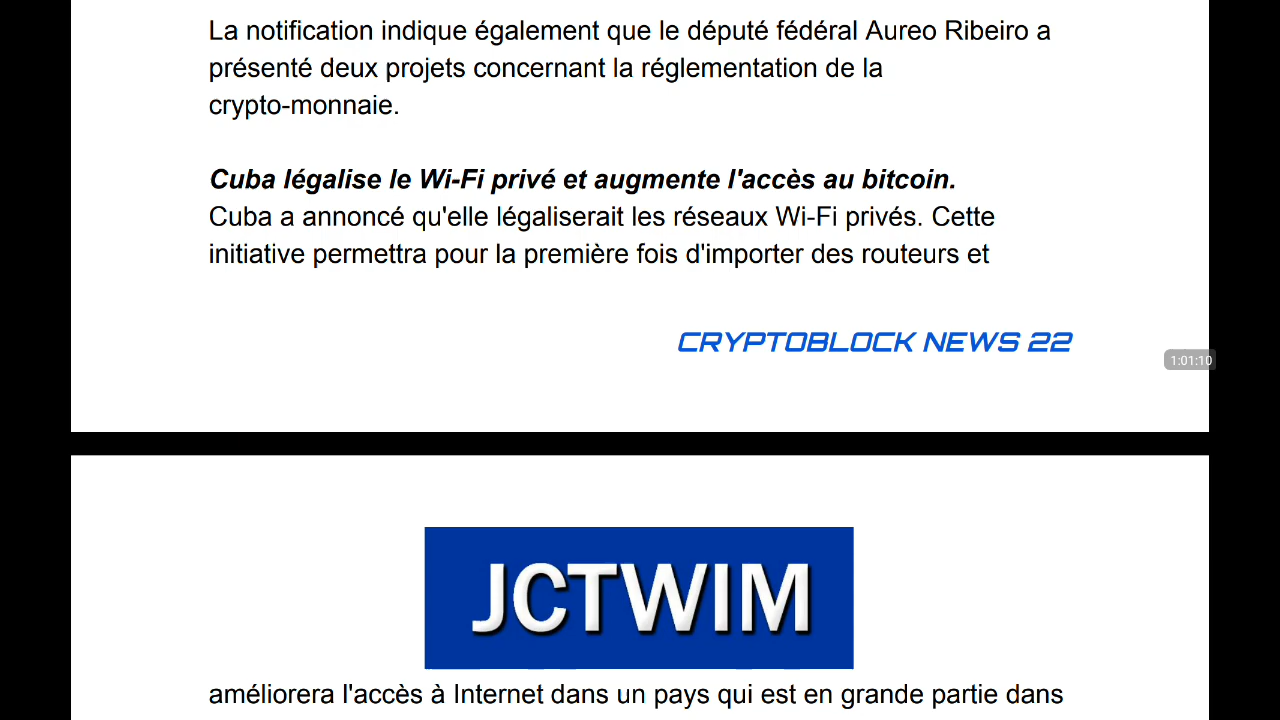 La notification indique également que le député fédéral Aureo Ribeiro a
présenté deux projets concernant la réglementation de la
crypto-monnaie.
Cuba légalise le Wi-Fi privé et augmente l'accès au bitcoin.
Cuba a annoncé qu'elle légaliserait les réseaux Wi-Fi privés. Cette
initiative permettra pour la première fois d'importer des routeurs et
CRYPTOBLOCK NEWS 22
1:01:10
JCTWIM
améliorera l'accès à Internet dans un pays qui est en grande partie dans